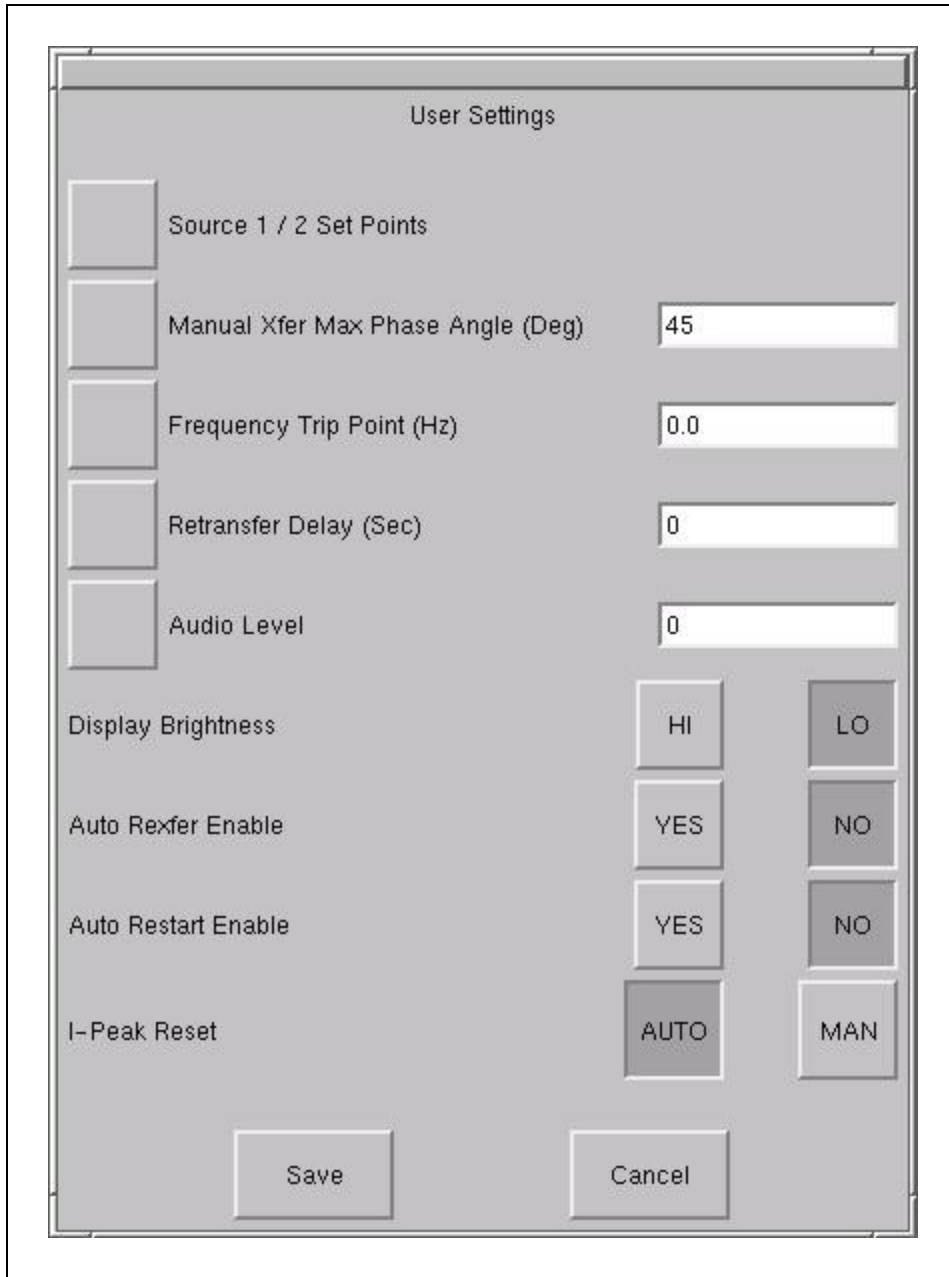 User Settings
Source 1 / 2 Set Points
Manual Xfer Max Phase Angle (Deg) 45
Frequency Trip Point (Hz) 0.0
Retransfer Delay (Sec) 0
Audio Level 0
Display Brightness HI LO
Auto Rexfer Enable YES NO
Auto Restart Enable YES NO
I-Peak Reset AUTO MAN
Save Cancel